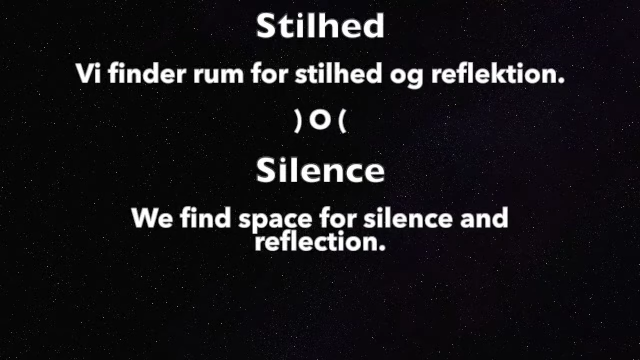 Stilhed
Vi finder rum for stilhed og reflektion.
) O (
Silence
We find space for silence and
reflection.